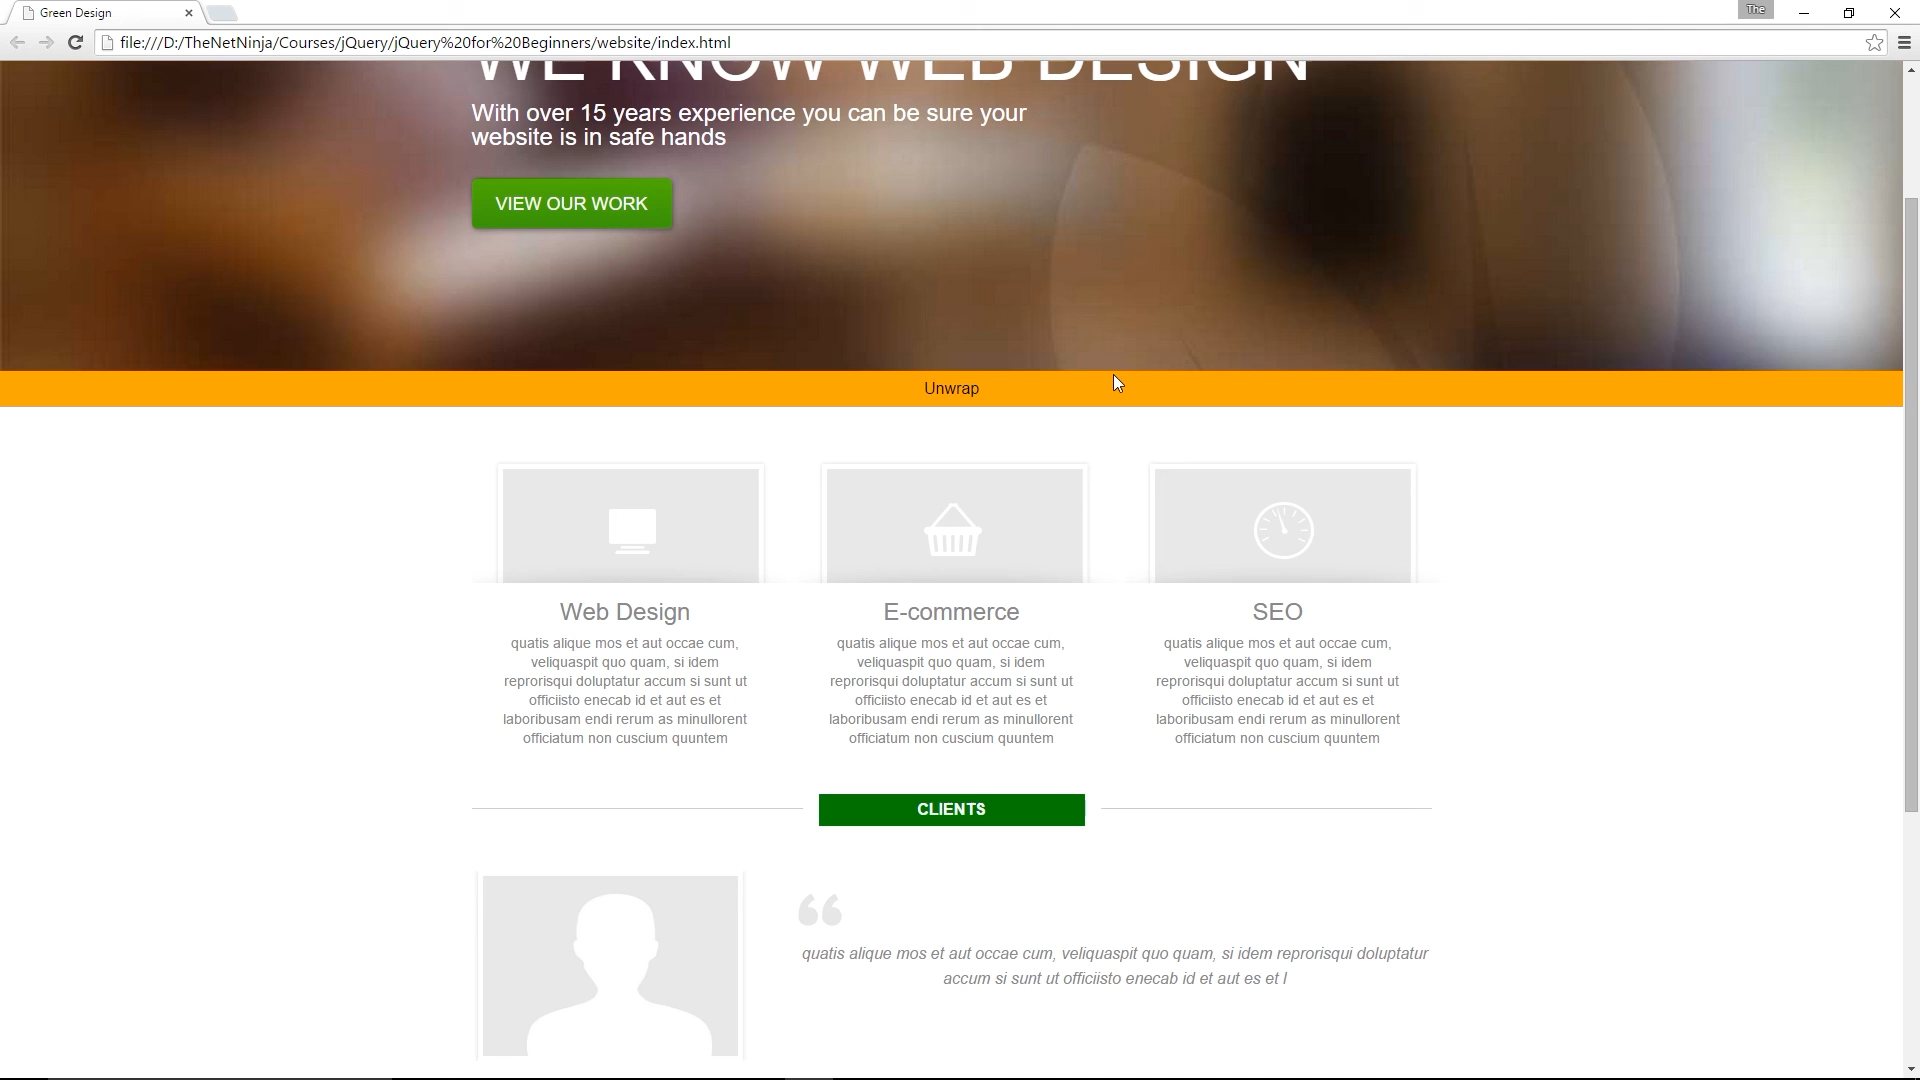 Green Design
The
file:///D:/TheNetNinja/Courses/jQuery/jQuery%20for%20Beginners/website/index.html
WE KNOW WEB DESIGN
With over 15 years experience you can be sure your
website is in safe hands
VIEW OUR WORK
Unwrap
Web Design
quatis alique mos et aut occae cum,
veliquaspit quo quam, si idem
reprorisqui doluptatur accum si sunt ut
officiisto enecab id et aut es et
laboribusam endi rerum as minullorent
officiatum non cuscium quuntem
E-commerce
quatis alique mos et aut occae cum,
veliquaspit quo quam, si idem
reprorisqui doluptatur accum si sunt ut
officiisto enecab id et aut es et
laboribusam endi rerum as minullorent
officiatum non cuscium quuntem
SEO
quatis alique mos et aut occae cum,
veliquaspit quo quam, si idem
reprorisqui doluptatur accum si sunt ut
officiisto enecab id et aut es et
laboribusam endi rerum as minullorent
officiatum non cuscium quuntem
CLIENTS
“
quatis alique mos et aut occae cum, veliquaspit quo quam, si idem reprorisqui doluptatur
accum si sunt ut officiisto enecab id et aut es et l